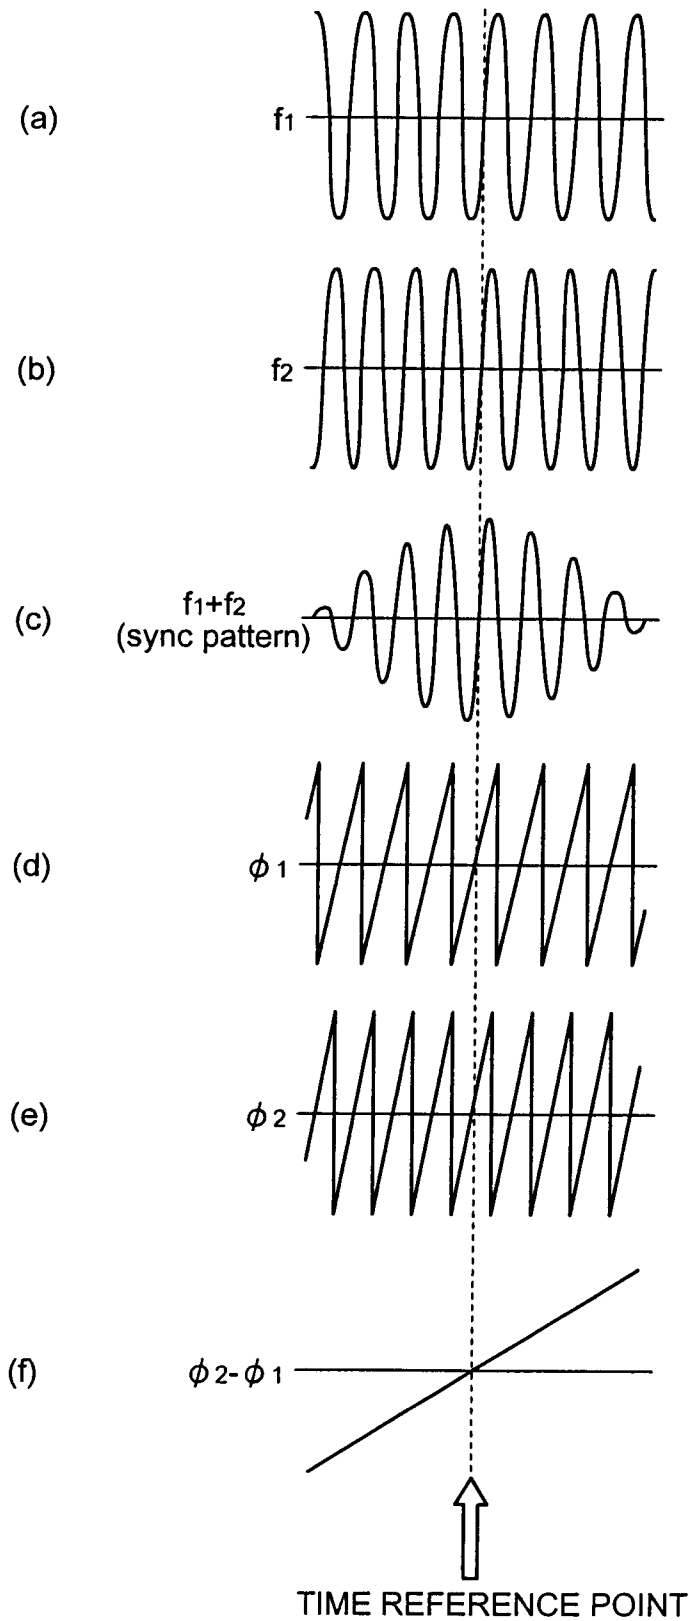 (a) f1
(b) f2
(c) f1+f2
(sync pattern)
(d) ϕ1
(e) ϕ2
(f) ϕ2-ϕ1
TIME REFERENCE POINT